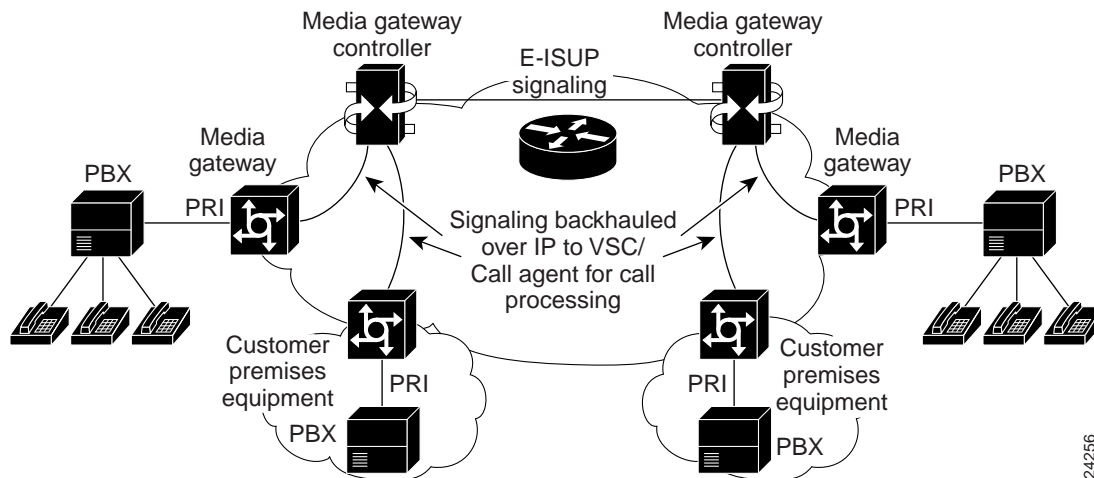 Media gateway
controller
Media gateway
controller
E-ISUP
signaling
Media
gateway
Media
gateway
PBX
PBX
PRI
PRI
Signaling backhauled
over IP to VSC/
Call agent for call
processing
Customer
premises
equipment
Customer
premises
equipment
PRI
PRI
PBX
PBX
24256